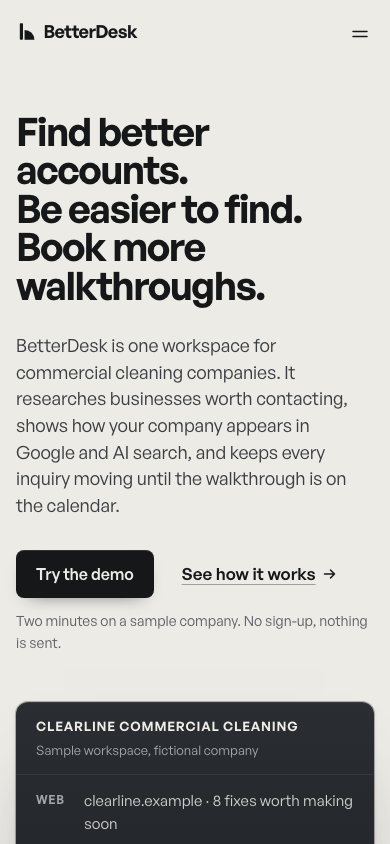 BetterDesk
Find better
accounts.
Be easier to find.
Book more
walkthroughs.
BetterDesk is one workspace for
commercial cleaning companies. It
researches businesses worth contacting,
shows how your company appears in
Google and AI search, and keeps every
inquiry moving until the walkthrough is on
the calendar.
Try the demo
See how it works →
Two minutes on a sample company. No sign-up, nothing
is sent.
CLEARLINE COMMERCIAL CLEANING
Sample workspace, fictional company
WEB clearline.example · 8 fixes worth making
soon